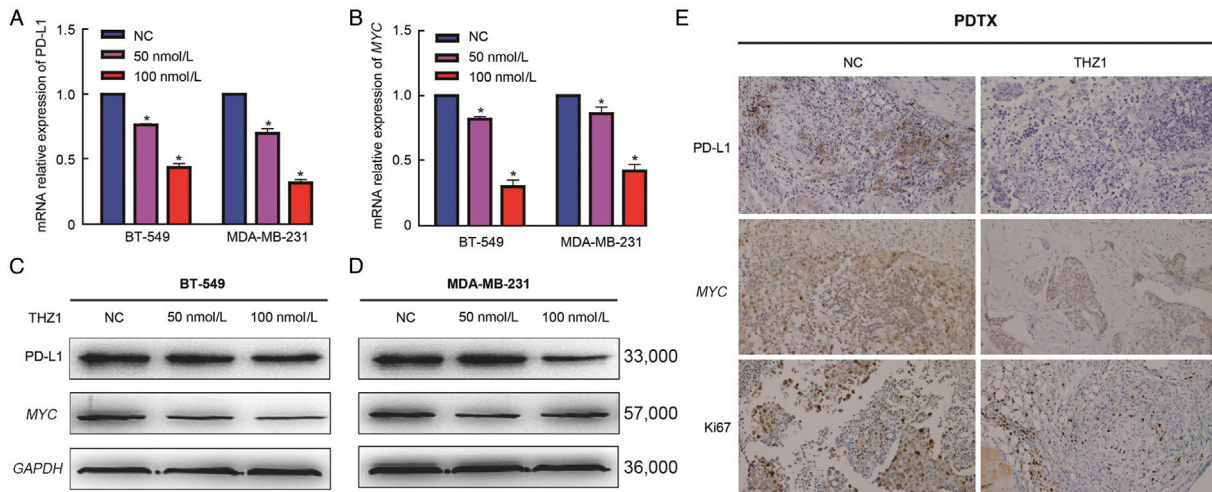 A
mRNA relative expression of PD-L1
1.5
1.0
0.5
0
NC
50 nmol/L
100 nmol/L
*
*
*
*
BT-549
MDA-MB-231
B
mRNA relative expression of MYC
1.5
1.0
0.5
0
NC
50 nmol/L
100 nmol/L
*
*
*
*
BT-549
MDA-MB-231
C
BT-549
THZ1
NC
50 nmol/L
100 nmol/L
PD-L1
MYC
GAPDH
D
MDA-MB-231
NC
50 nmol/L
100 nmol/L
33,000
57,000
36,000
E
PDTX
NC
THZ1
PD-L1
MYC
Ki67